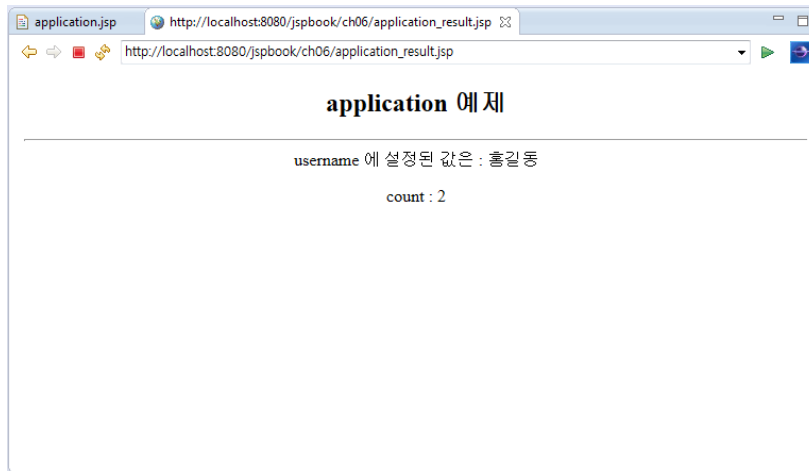 application.jsp
http://localhost:8080/jspbook/ch06/application_result.jsp
http://localhost:8080/jspbook/ch06/application_result.jsp
application 예제
username 에 설정된 값은 : 홍길동
count : 2